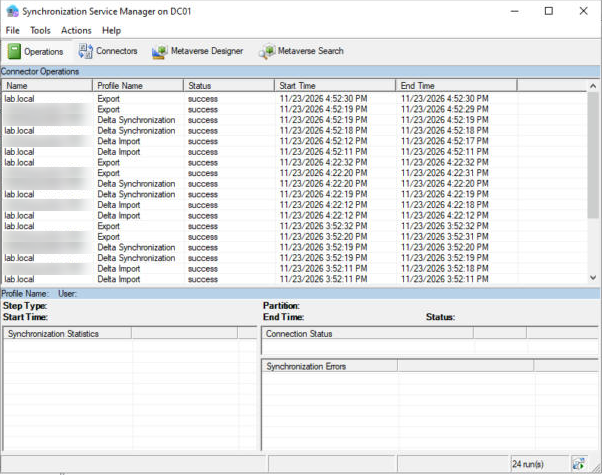 Synchronization Service Manager on DC01
File Tools Actions Help
Operations Connectors Metaverse Designer Metaverse Search
Connector Operations
Name Profile Name Status Start Time End Time
lab.local Export success 11/23/2026 4:52:30 PM 11/23/2026 4:52:30 PM
Export success 11/23/2026 4:52:19 PM 11/23/2026 4:52:29 PM
Delta Synchronization success 11/23/2026 4:52:19 PM 11/23/2026 4:52:19 PM
lab.local Delta Synchronization success 11/23/2026 4:52:18 PM 11/23/2026 4:52:18 PM
Delta Import success 11/23/2026 4:52:12 PM 11/23/2026 4:52:17 PM
lab.local Delta Import success 11/23/2026 4:52:11 PM 11/23/2026 4:52:11 PM
lab.local Export success 11/23/2026 4:22:32 PM 11/23/2026 4:22:32 PM
Export success 11/23/2026 4:22:20 PM 11/23/2026 4:22:31 PM
Delta Synchronization success 11/23/2026 4:22:20 PM 11/23/2026 4:22:20 PM
lab.local Delta Synchronization success 11/23/2026 4:22:19 PM 11/23/2026 4:22:19 PM
Delta Import success 11/23/2026 4:22:12 PM 11/23/2026 4:22:18 PM
lab.local Delta Import success 11/23/2026 4:22:12 PM 11/23/2026 4:22:12 PM
lab.local Export success 11/23/2026 3:52:32 PM 11/23/2026 3:52:32 PM
Export success 11/23/2026 3:52:20 PM 11/23/2026 3:52:31 PM
Delta Synchronization success 11/23/2026 3:52:19 PM 11/23/2026 3:52:20 PM
lab.local Delta Synchronization success 11/23/2026 3:52:19 PM 11/23/2026 3:52:19 PM
Delta Import success 11/23/2026 3:52:11 PM 11/23/2026 3:52:18 PM
lab.local Delta Import success 11/23/2026 3:52:11 PM 11/23/2026 3:52:11 PM
Profile Name: User:
Step Type: Partition:
Start Time: End Time: Status:
Synchronization Statistics Connection Status
Synchronization Errors
24 run(s)